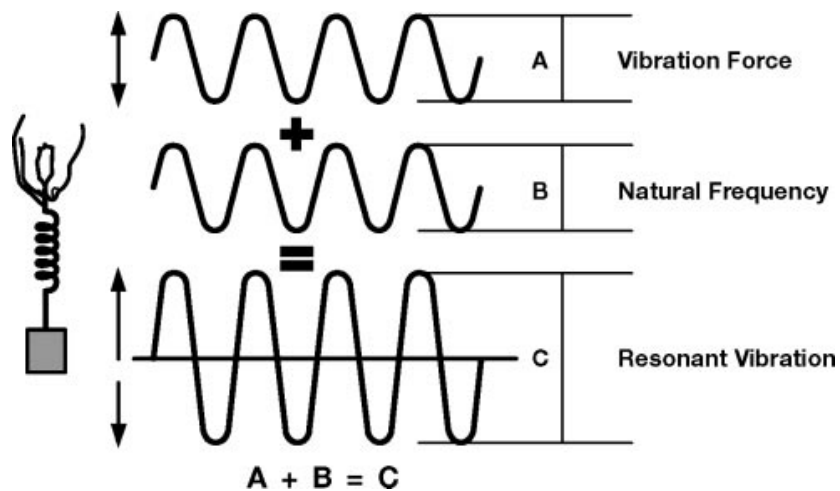 A Vibration Force
+
B Natural Frequency
=
C Resonant Vibration
A + B = C